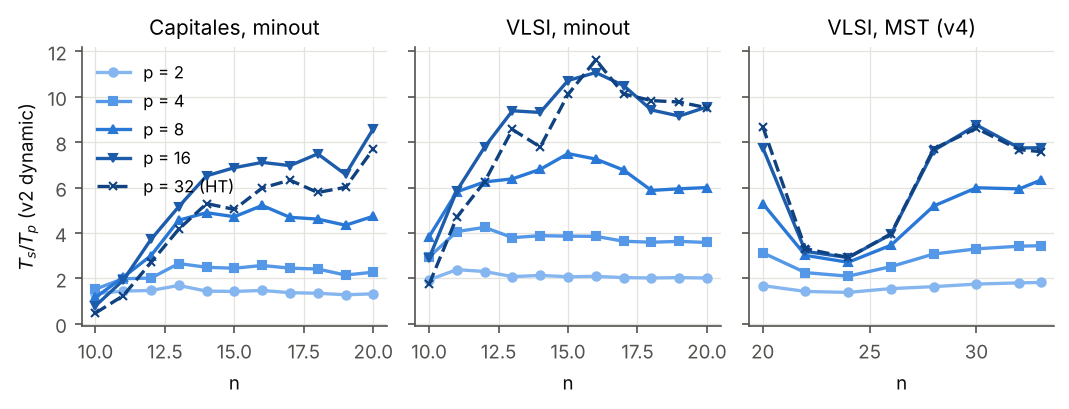 Capitales, minout
VLSI, minout
VLSI, MST (v4)
T_s/T_p (v2 dynamic)
12
10
8
6
4
2
0
p = 2
p = 4
p = 8
p = 16
p = 32 (HT)
10.0 12.5 15.0 17.5 20.0
10.0 12.5 15.0 17.5 20.0
20 25 30
n
n
n